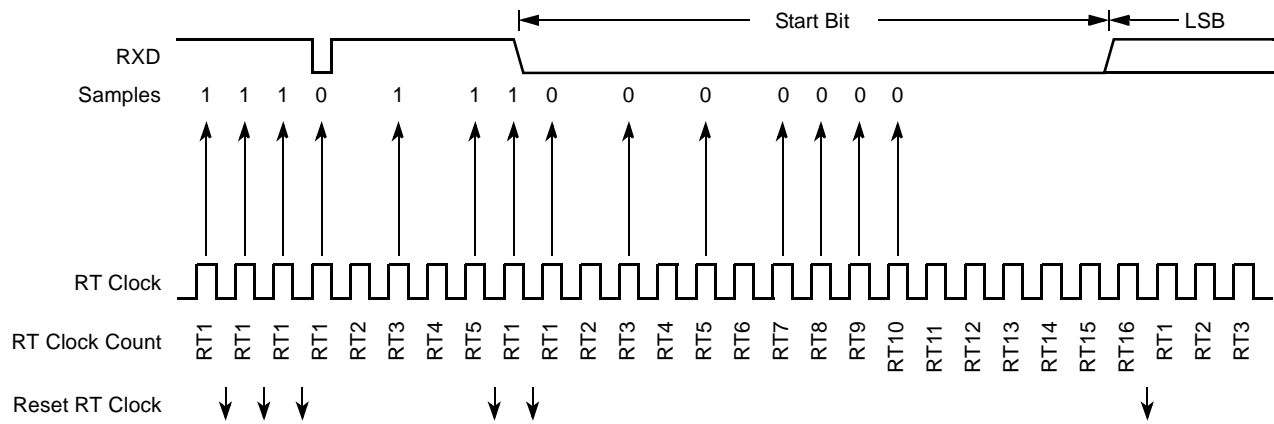 Start Bit LSB
RXD
Samples 1 1 1 0 1 1 1 0 0 0 0 0 0 0
RT Clock
RT Clock Count RT1 RT1 RT1 RT1 RT2 RT3 RT4 RT5 RT1 RT1 RT2 RT3 RT4 RT5 RT6 RT7 RT8 RT9 RT10 RT11 RT12 RT13 RT14 RT15 RT16 RT1 RT2 RT3
Reset RT Clock